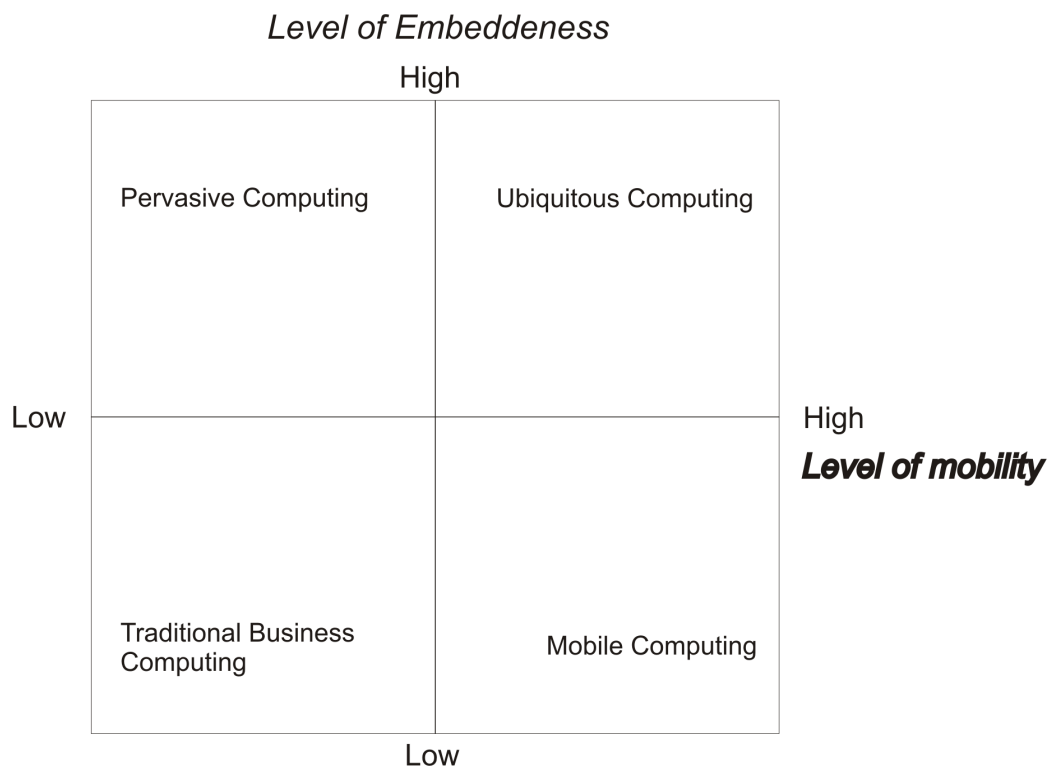 Level of Embeddeness
High
Pervasive Computing
Ubiquitous Computing
Low
High
Level of mobility
Traditional Business
Computing
Mobile Computing
Low